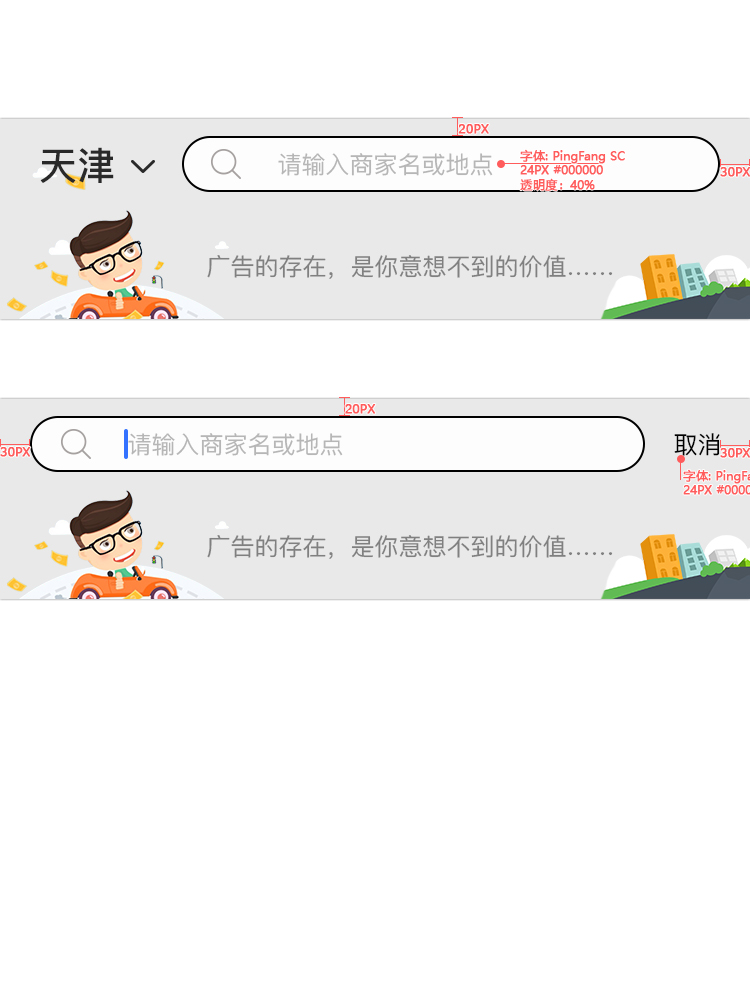 20PX
天津
请输入商家名或地点
字体: PingFang SC
24PX #000000
透明度：40%
30PX
广告的存在，是你意想不到的价值……
20PX
30PX
请输入商家名或地点
取消
30PX
字体: PingFa
24PX #0000
广告的存在，是你意想不到的价值……